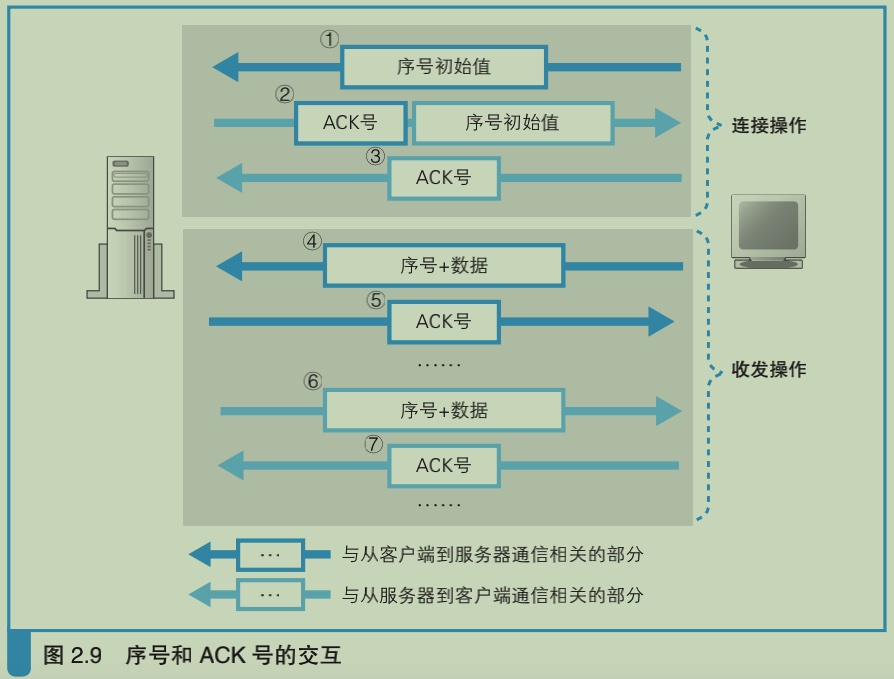 ①
序号初始值
②
ACK号
序号初始值
③
ACK号
连接操作
④
序号+数据
⑤
ACK号
……
⑥
序号+数据
⑦
ACK号
……
收发操作
… 与从客户端到服务器通信相关的部分
… 与从服务器到客户端通信相关的部分
图 2.9 序号和 ACK 号的交互